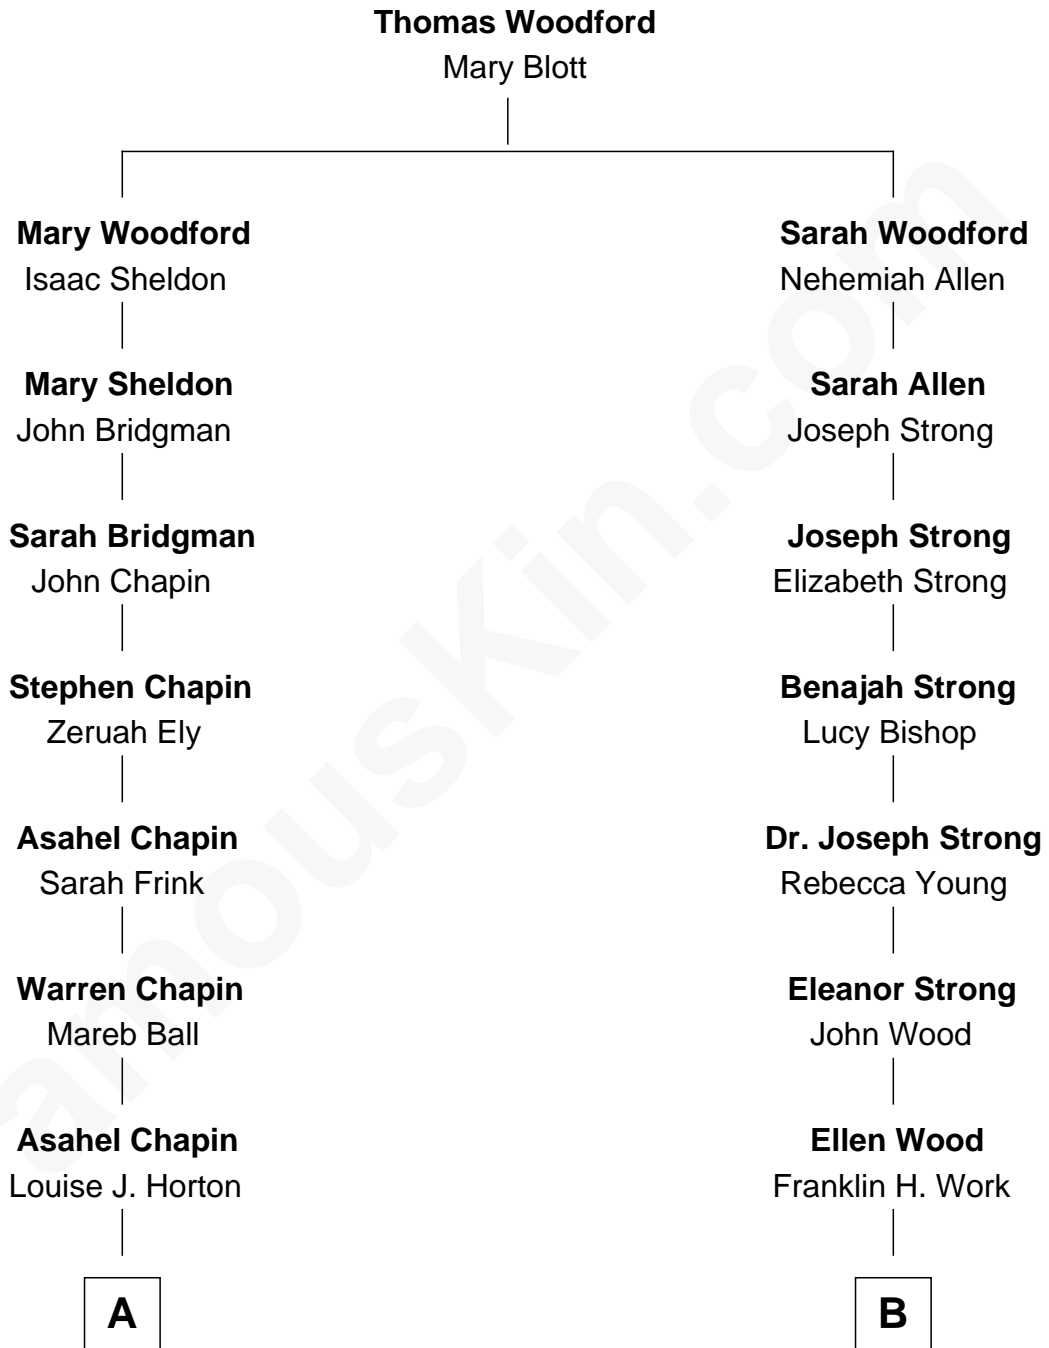 Thomas Woodford
Mary Blott
Mary Woodford
Isaac Sheldon
Sarah Woodford
Nehemiah Allen
Mary Sheldon
John Bridgman
Sarah Allen
Joseph Strong
Sarah Bridgman
John Chapin
Joseph Strong
Elizabeth Strong
Stephen Chapin
Zeruah Ely
Benajah Strong
Lucy Bishop
Asahel Chapin
Sarah Frink
Dr. Joseph Strong
Rebecca Young
Warren Chapin
Mareb Ball
Eleanor Strong
John Wood
Asahel Chapin
Louise J. Horton
Ellen Wood
Franklin H. Work
A
B
amouskin.com